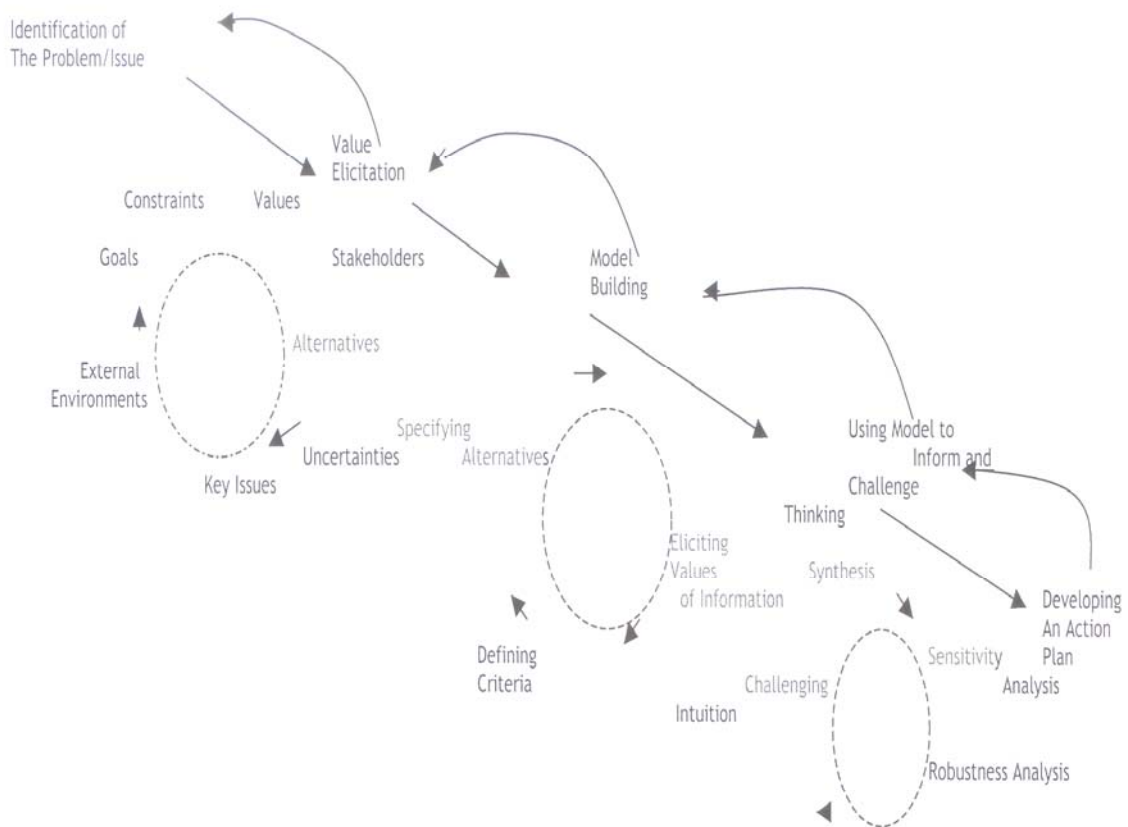 Identification of
The Problem/Issue
Value
Elicitation
Constraints
Values
Goals
Stakeholders
Model
Building
Alternatives
External
Environments
Specifying
Alternatives
Uncertainties
Key Issues
Using Model to
Inform and
Challenge
Thinking
Eliciting
Values
of Information
Synthesis
Developing
An Action
Plan
Defining
Criteria
Sensitivity
Analysis
Challenging
Intuition
Robustness Analysis